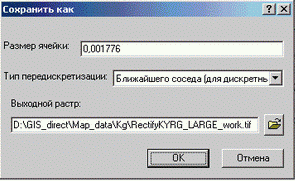 Сохранить как
Размер ячейки: 0,001776
Тип передискретизации: Ближайшего соседа (для дискретны
Выходной растр:
D:\GIS_direct\Map_data\Kg\RectifyKYRG_LARGE_work.tif
OK Отмена